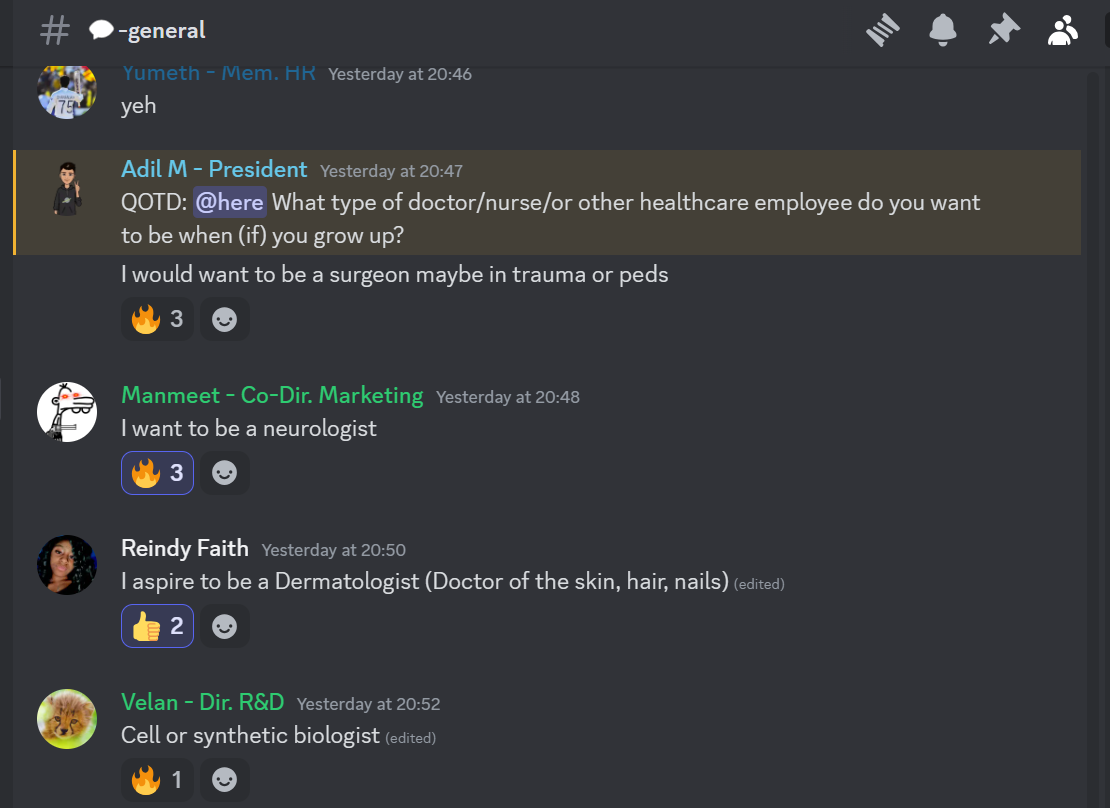 -general
Yumeth - Mem. HR Yesterday at 20:46
yeh
Adil M - President Yesterday at 20:47
QOTD: @here What type of doctor/nurse/or other healthcare employee do you want
to be when (if) you grow up?
I would want to be a surgeon maybe in trauma or peds
3
Manmeet - Co-Dir. Marketing Yesterday at 20:48
I want to be a neurologist
3
Reindy Faith Yesterday at 20:50
I aspire to be a Dermatologist (Doctor of the skin, hair, nails) (edited)
2
Velan - Dir. R&D Yesterday at 20:52
Cell or synthetic biologist (edited)
1